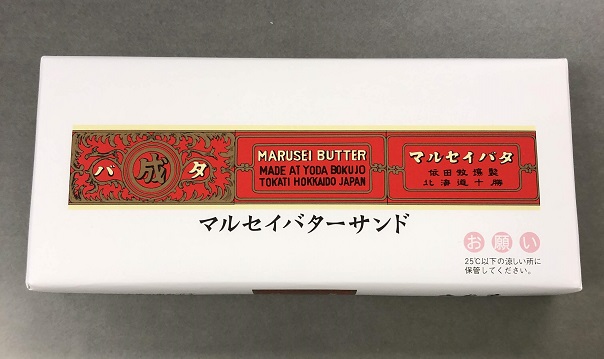 バ 成 タ
MARUSEI BUTTER
MADE AT YODA BOKUJO
TOKATI HOKKAIDO JAPAN
マルセイバタ
依田牧場製
北海道十勝
マルセイバターサンド
お願い
25℃以下の涼しい所に
保管してください。